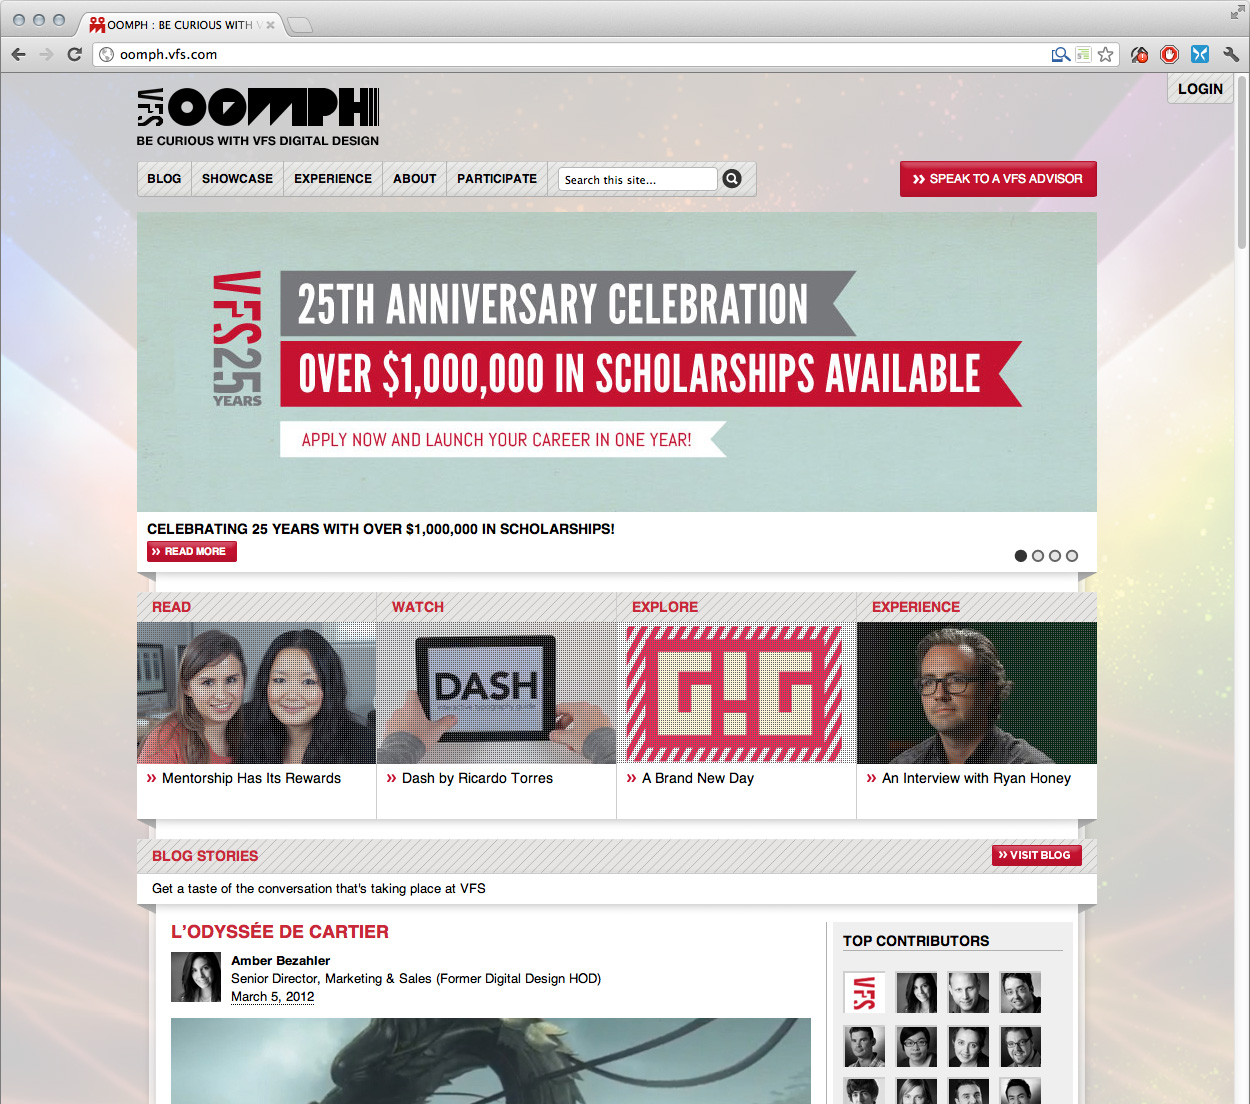 OOMPH : BE CURIOUS WITH V
oomph.vfs.com
LOGIN
VFS OOMPH
BE CURIOUS WITH VFS DIGITAL DESIGN
BLOG SHOWCASE EXPERIENCE ABOUT PARTICIPATE Search this site...
SPEAK TO A VFS ADVISOR
VFS25
YEARS
25TH ANNIVERSARY CELEBRATION
OVER $1,000,000 IN SCHOLARSHIPS AVAILABLE
APPLY NOW AND LAUNCH YOUR CAREER IN ONE YEAR!
CELEBRATING 25 YEARS WITH OVER $1,000,000 IN SCHOLARSHIPS!
» READ MORE
READ WATCH EXPLORE EXPERIENCE
DASH
interactive typography guide
G!G
» Mentorship Has Its Rewards » Dash by Ricardo Torres » A Brand New Day » An Interview with Ryan Honey
BLOG STORIES
» VISIT BLOG
Get a taste of the conversation that's taking place at VFS
L'ODYSSÉE DE CARTIER
Amber Bezahler
Senior Director, Marketing & Sales (Former Digital Design HOD)
March 5, 2012
TOP CONTRIBUTORS
VFS